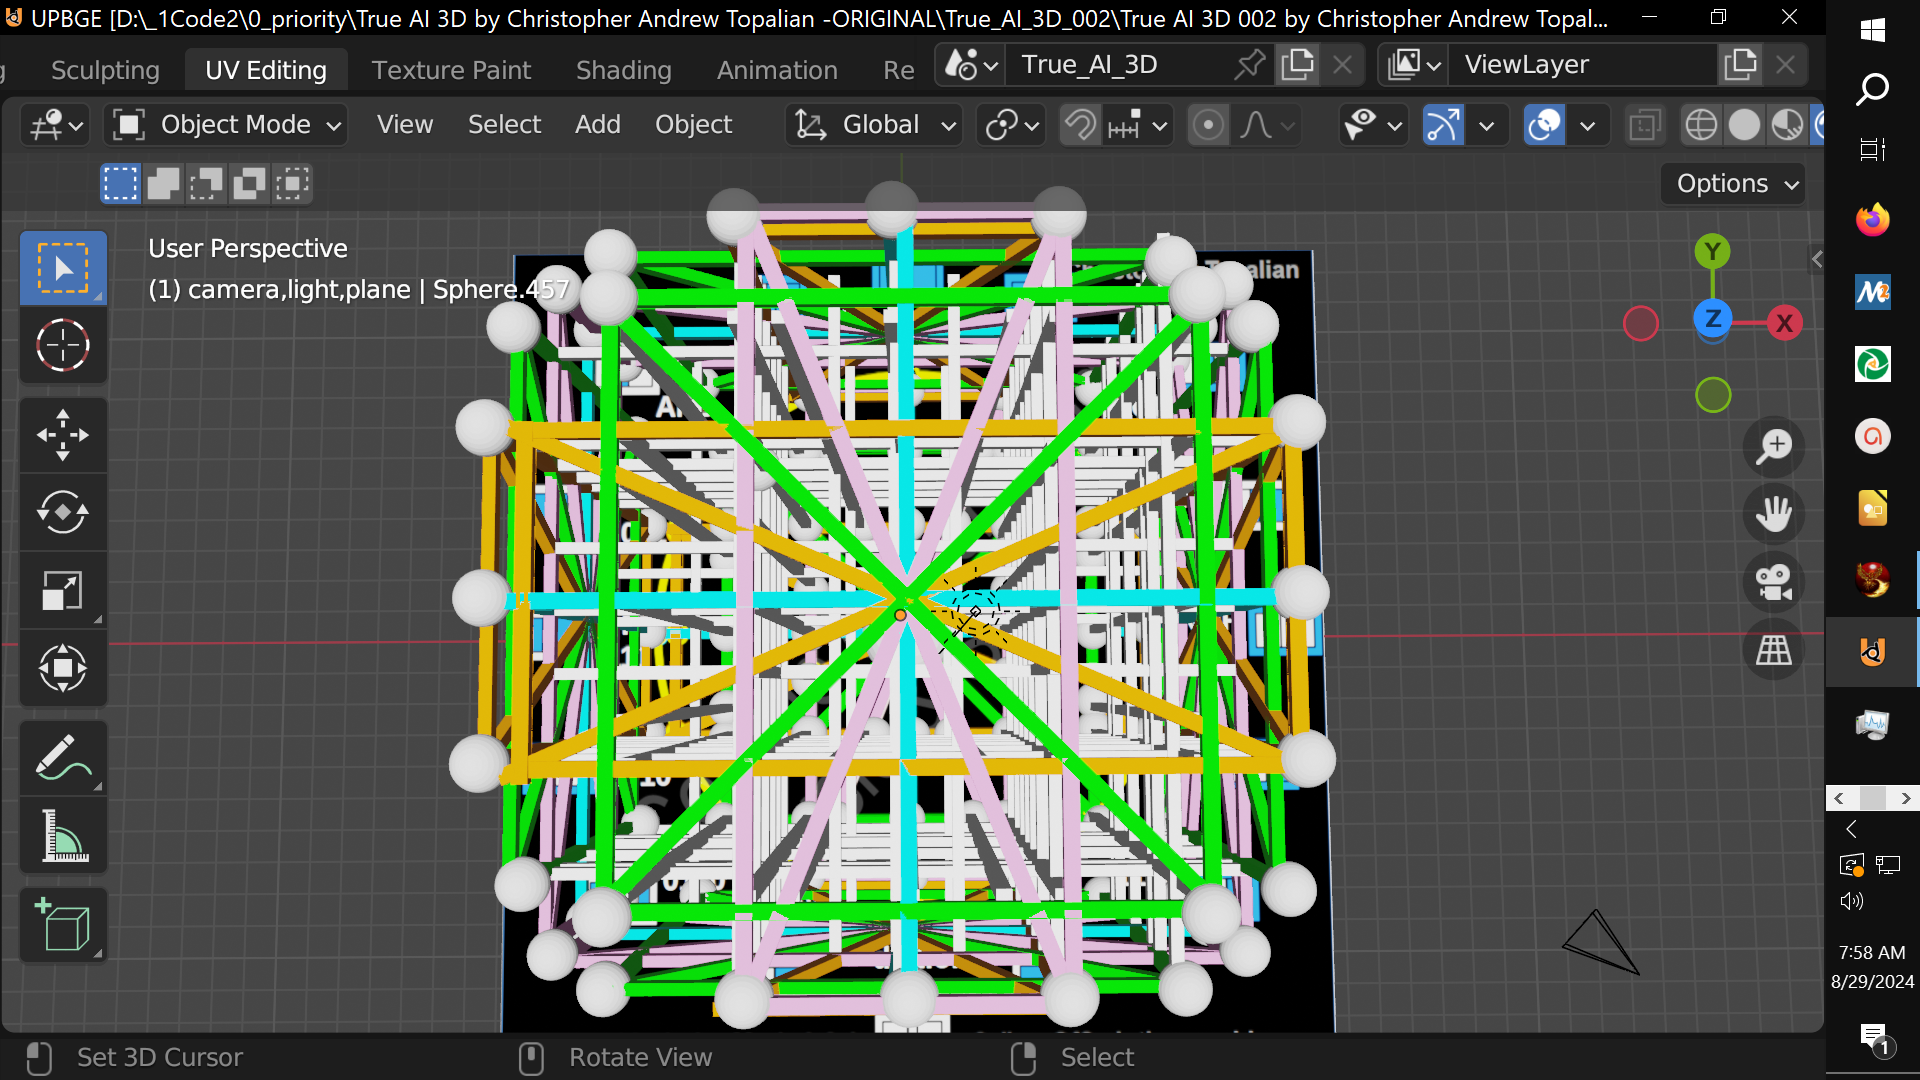 UPBGE [D:\_1Code2\0_priority\True AI 3D by Christopher Andrew Topalian -ORIGINAL\True_AI_3D_002\True AI 3D 002 by Christopher Andrew Topal...
Sculpting UV Editing Texture Paint Shading Animation Re True_AI_3D ViewLayer
Object Mode View Select Add Object Global
Options
User Perspective
(1) camera,light,plane | Sphere.457
alian
Y
Z X
10
7:58 AM
8/29/2024
1
Set 3D Cursor Rotate View Select